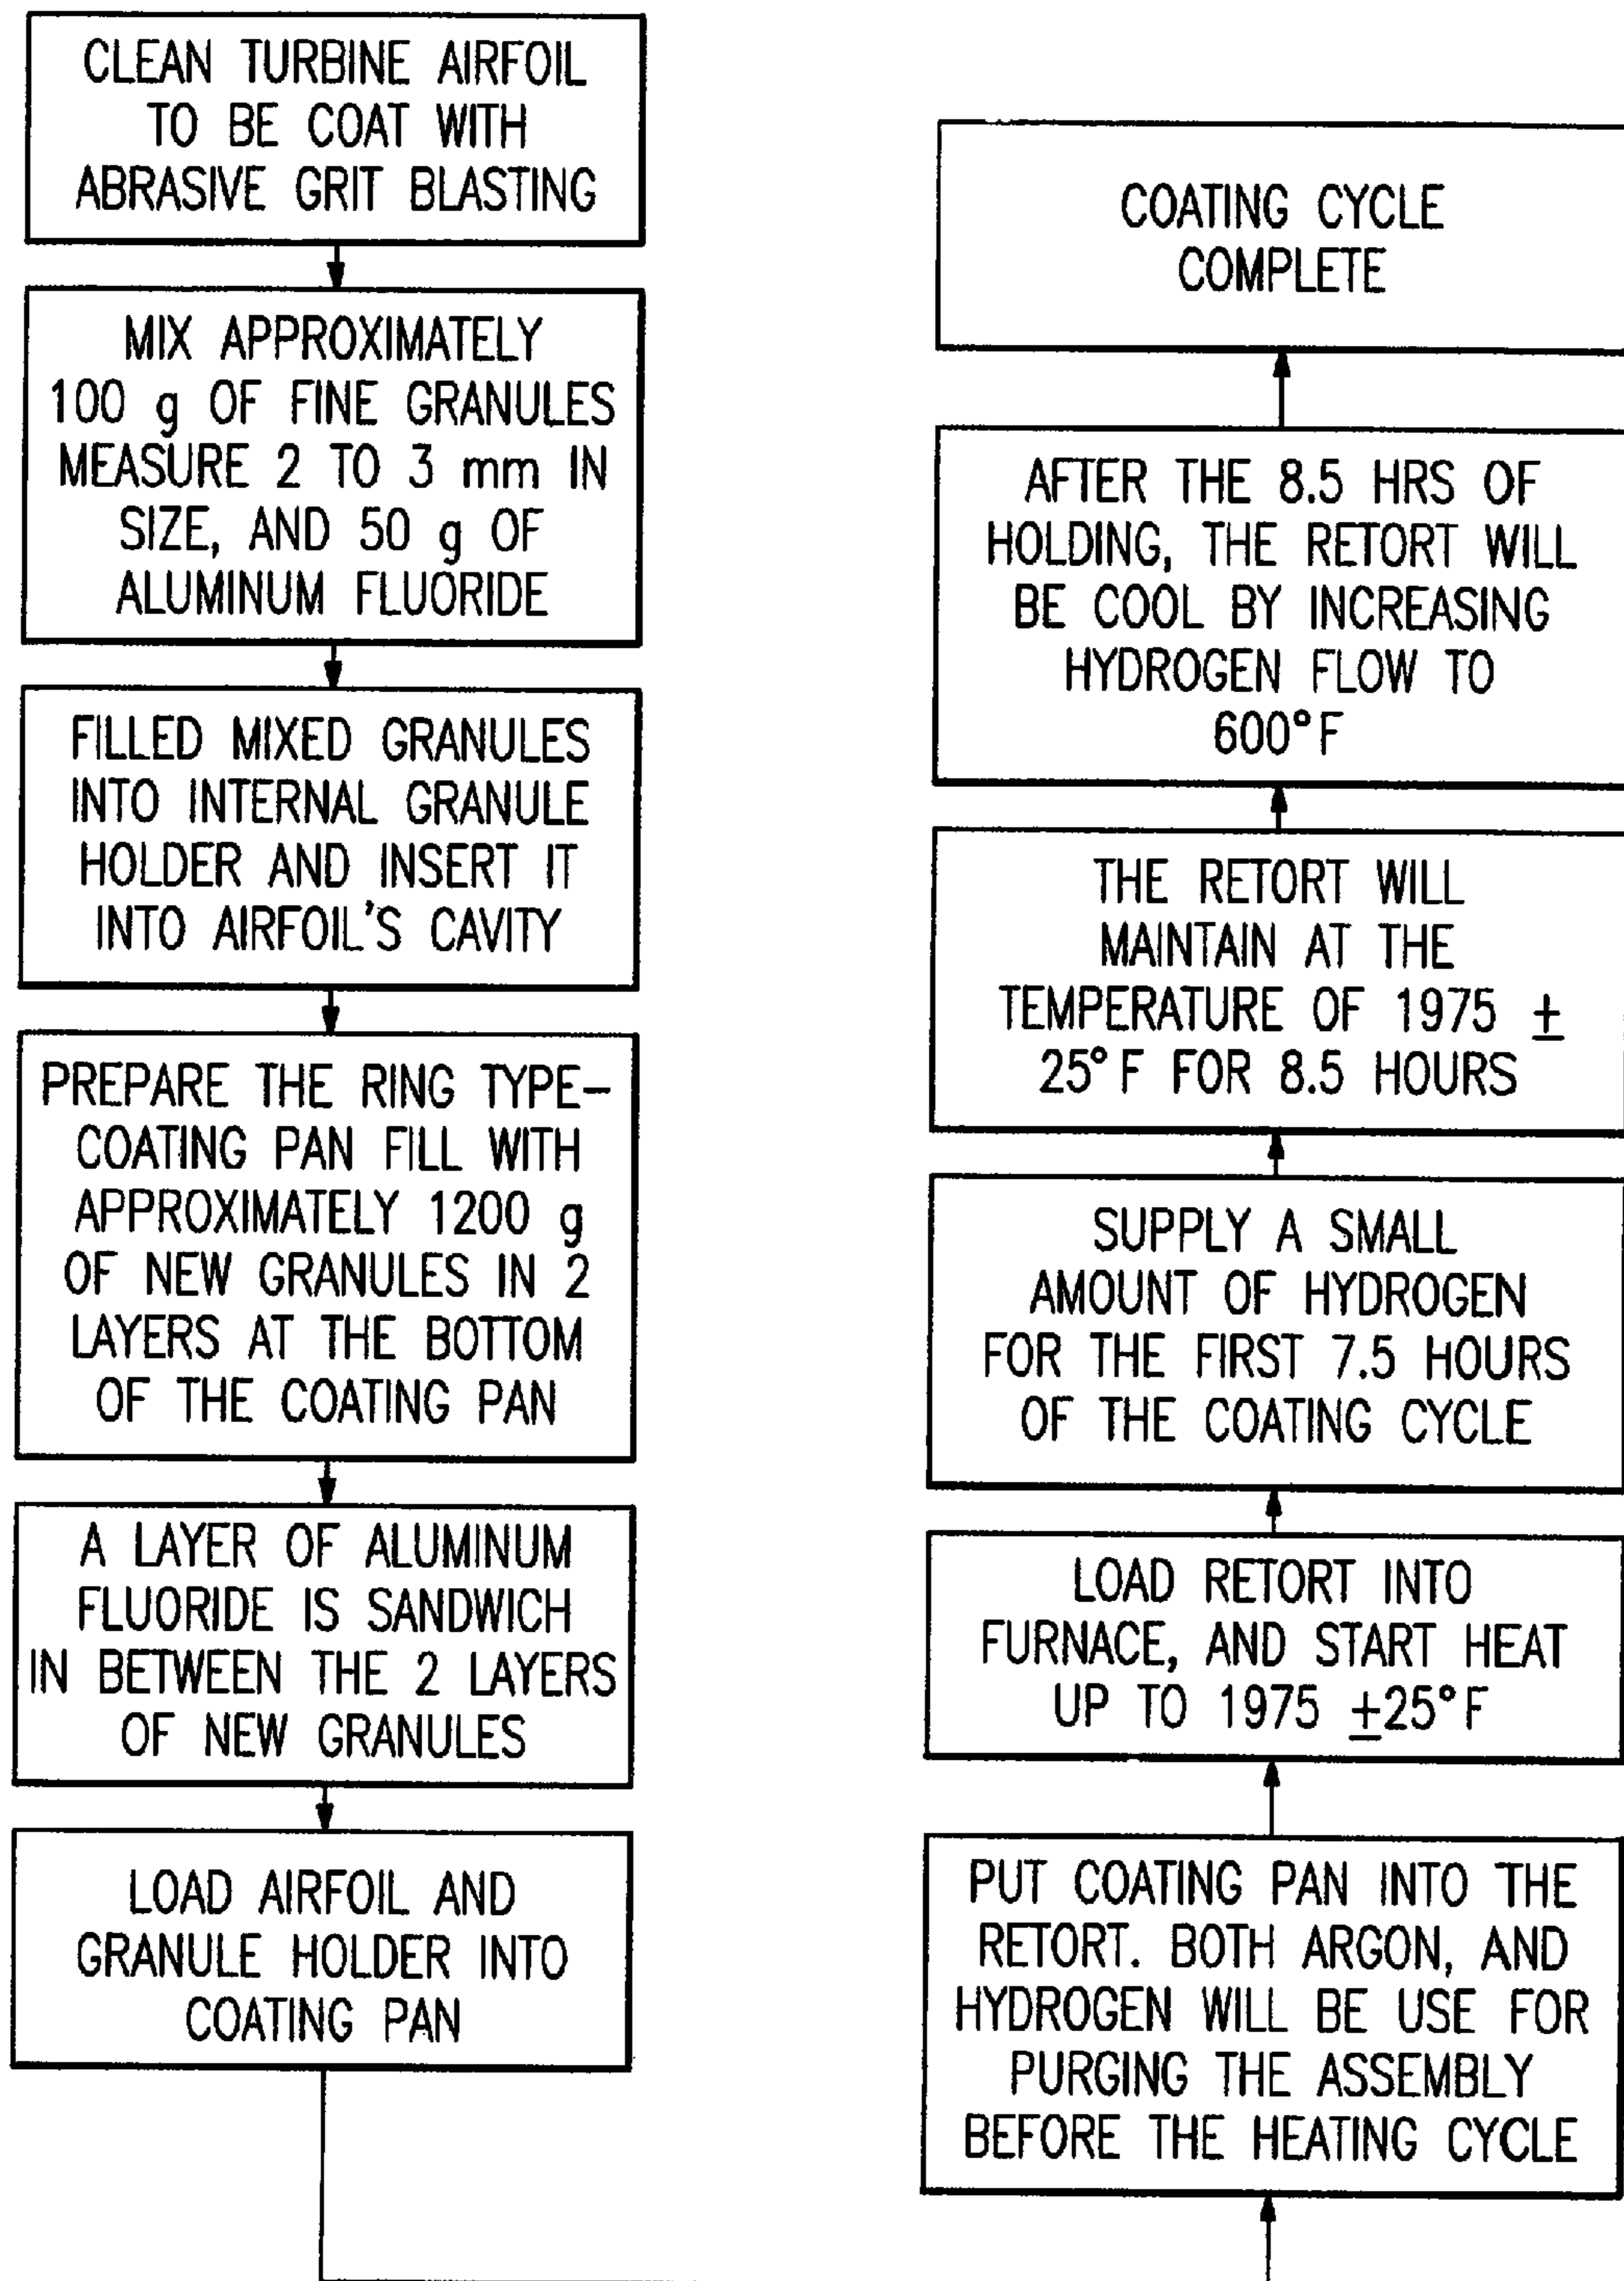 CLEAN TURBINE AIRFOIL
TO BE COAT WITH
ABRASIVE GRIT BLASTING
MIX APPROXIMATELY
100 g OF FINE GRANULES
MEASURE 2 TO 3 mm IN
SIZE, AND 50 g OF
ALUMINUM FLUORIDE
FILLED MIXED GRANULES
INTO INTERNAL GRANULE
HOLDER AND INSERT IT
INTO AIRFOIL'S CAVITY
PREPARE THE RING TYPE-
COATING PAN FILL WITH
APPROXIMATELY 1200 g
OF NEW GRANULES IN 2
LAYERS AT THE BOTTOM
OF THE COATING PAN
A LAYER OF ALUMINUM
FLUORIDE IS SANDWICH
IN BETWEEN THE 2 LAYERS
OF NEW GRANULES
LOAD AIRFOIL AND
GRANULE HOLDER INTO
COATING PAN
PUT COATING PAN INTO THE
RETORT. BOTH ARGON, AND
HYDROGEN WILL BE USE FOR
PURGING THE ASSEMBLY
BEFORE THE HEATING CYCLE
LOAD RETORT INTO
FURNACE, AND START HEAT
UP TO 1975 ±25°F
SUPPLY A SMALL
AMOUNT OF HYDROGEN
FOR THE FIRST 7.5 HOURS
OF THE COATING CYCLE
THE RETORT WILL
MAINTAIN AT THE
TEMPERATURE OF 1975 ±
25°F FOR 8.5 HOURS
AFTER THE 8.5 HRS OF
HOLDING, THE RETORT WILL
BE COOL BY INCREASING
HYDROGEN FLOW TO
600°F
COATING CYCLE
COMPLETE